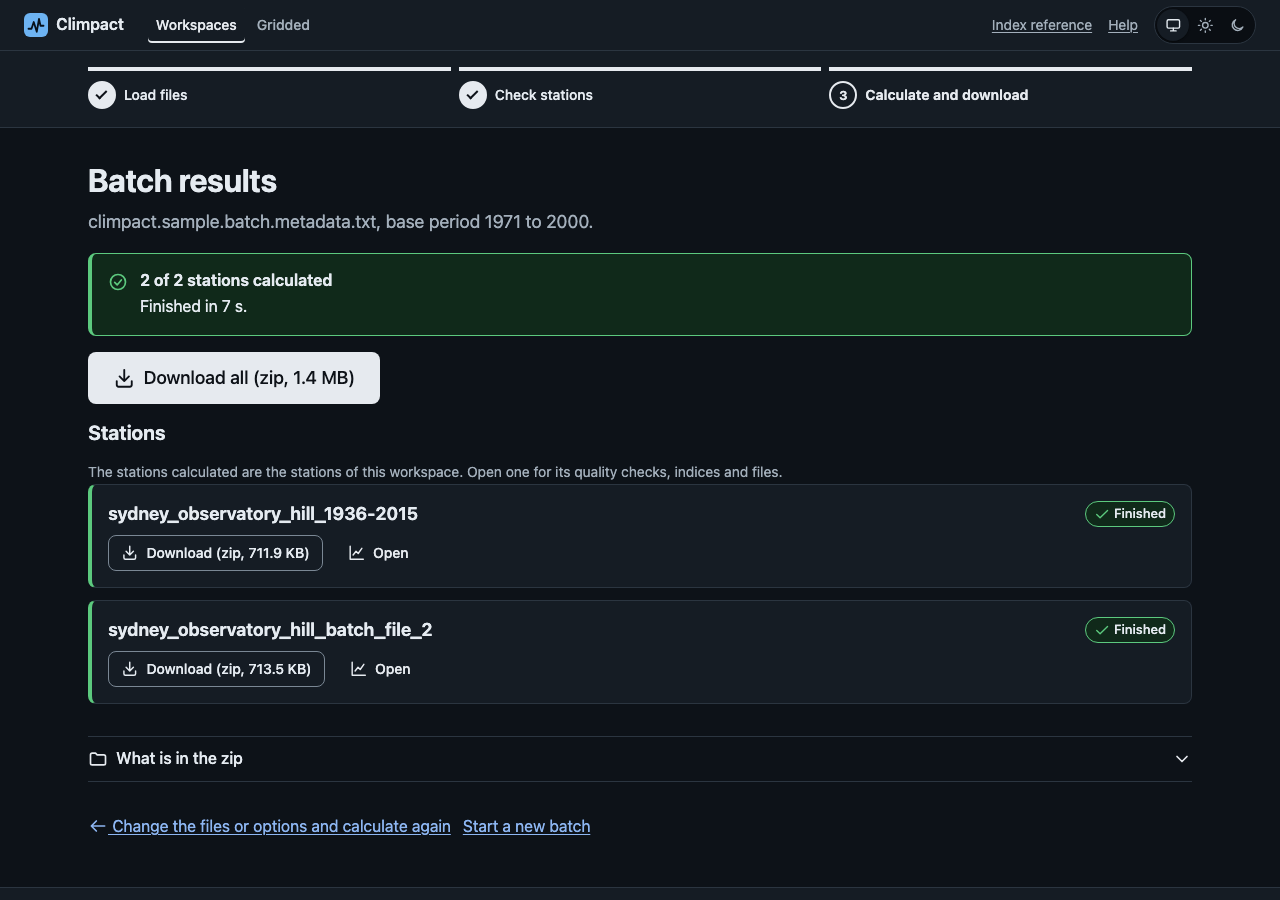 Climpact
Workspaces
Gridded
Index reference
Help
Load files
Check stations
3
Calculate and download
Batch results
climpact.sample.batch.metadata.txt, base period 1971 to 2000.
2 of 2 stations calculated
Finished in 7 s.
Download all (zip, 1.4 MB)
Stations
The stations calculated are the stations of this workspace. Open one for its quality checks, indices and files.
sydney_observatory_hill_1936-2015
Finished
Download (zip, 711.9 KB)
Open
sydney_observatory_hill_batch_file_2
Finished
Download (zip, 713.5 KB)
Open
What is in the zip
Change the files or options and calculate again
Start a new batch